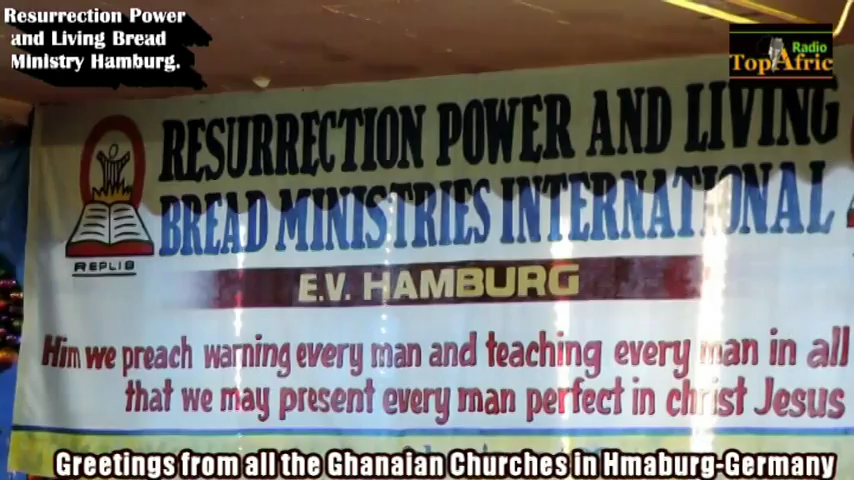 Resurrection Power
and Living Bread
Ministry Hamburg.
Radio
TopAfric
RESURRECTION POWER AND LIVING
BREAD MINISTRIES INTERNATIONAL
REPLIB
E.V. HAMBURG
Him we preach warning every man and teaching every man in all
that we may present every man perfect in christ Jesus
Greetings from all the Ghanaian Churches in Hmaburg-Germany